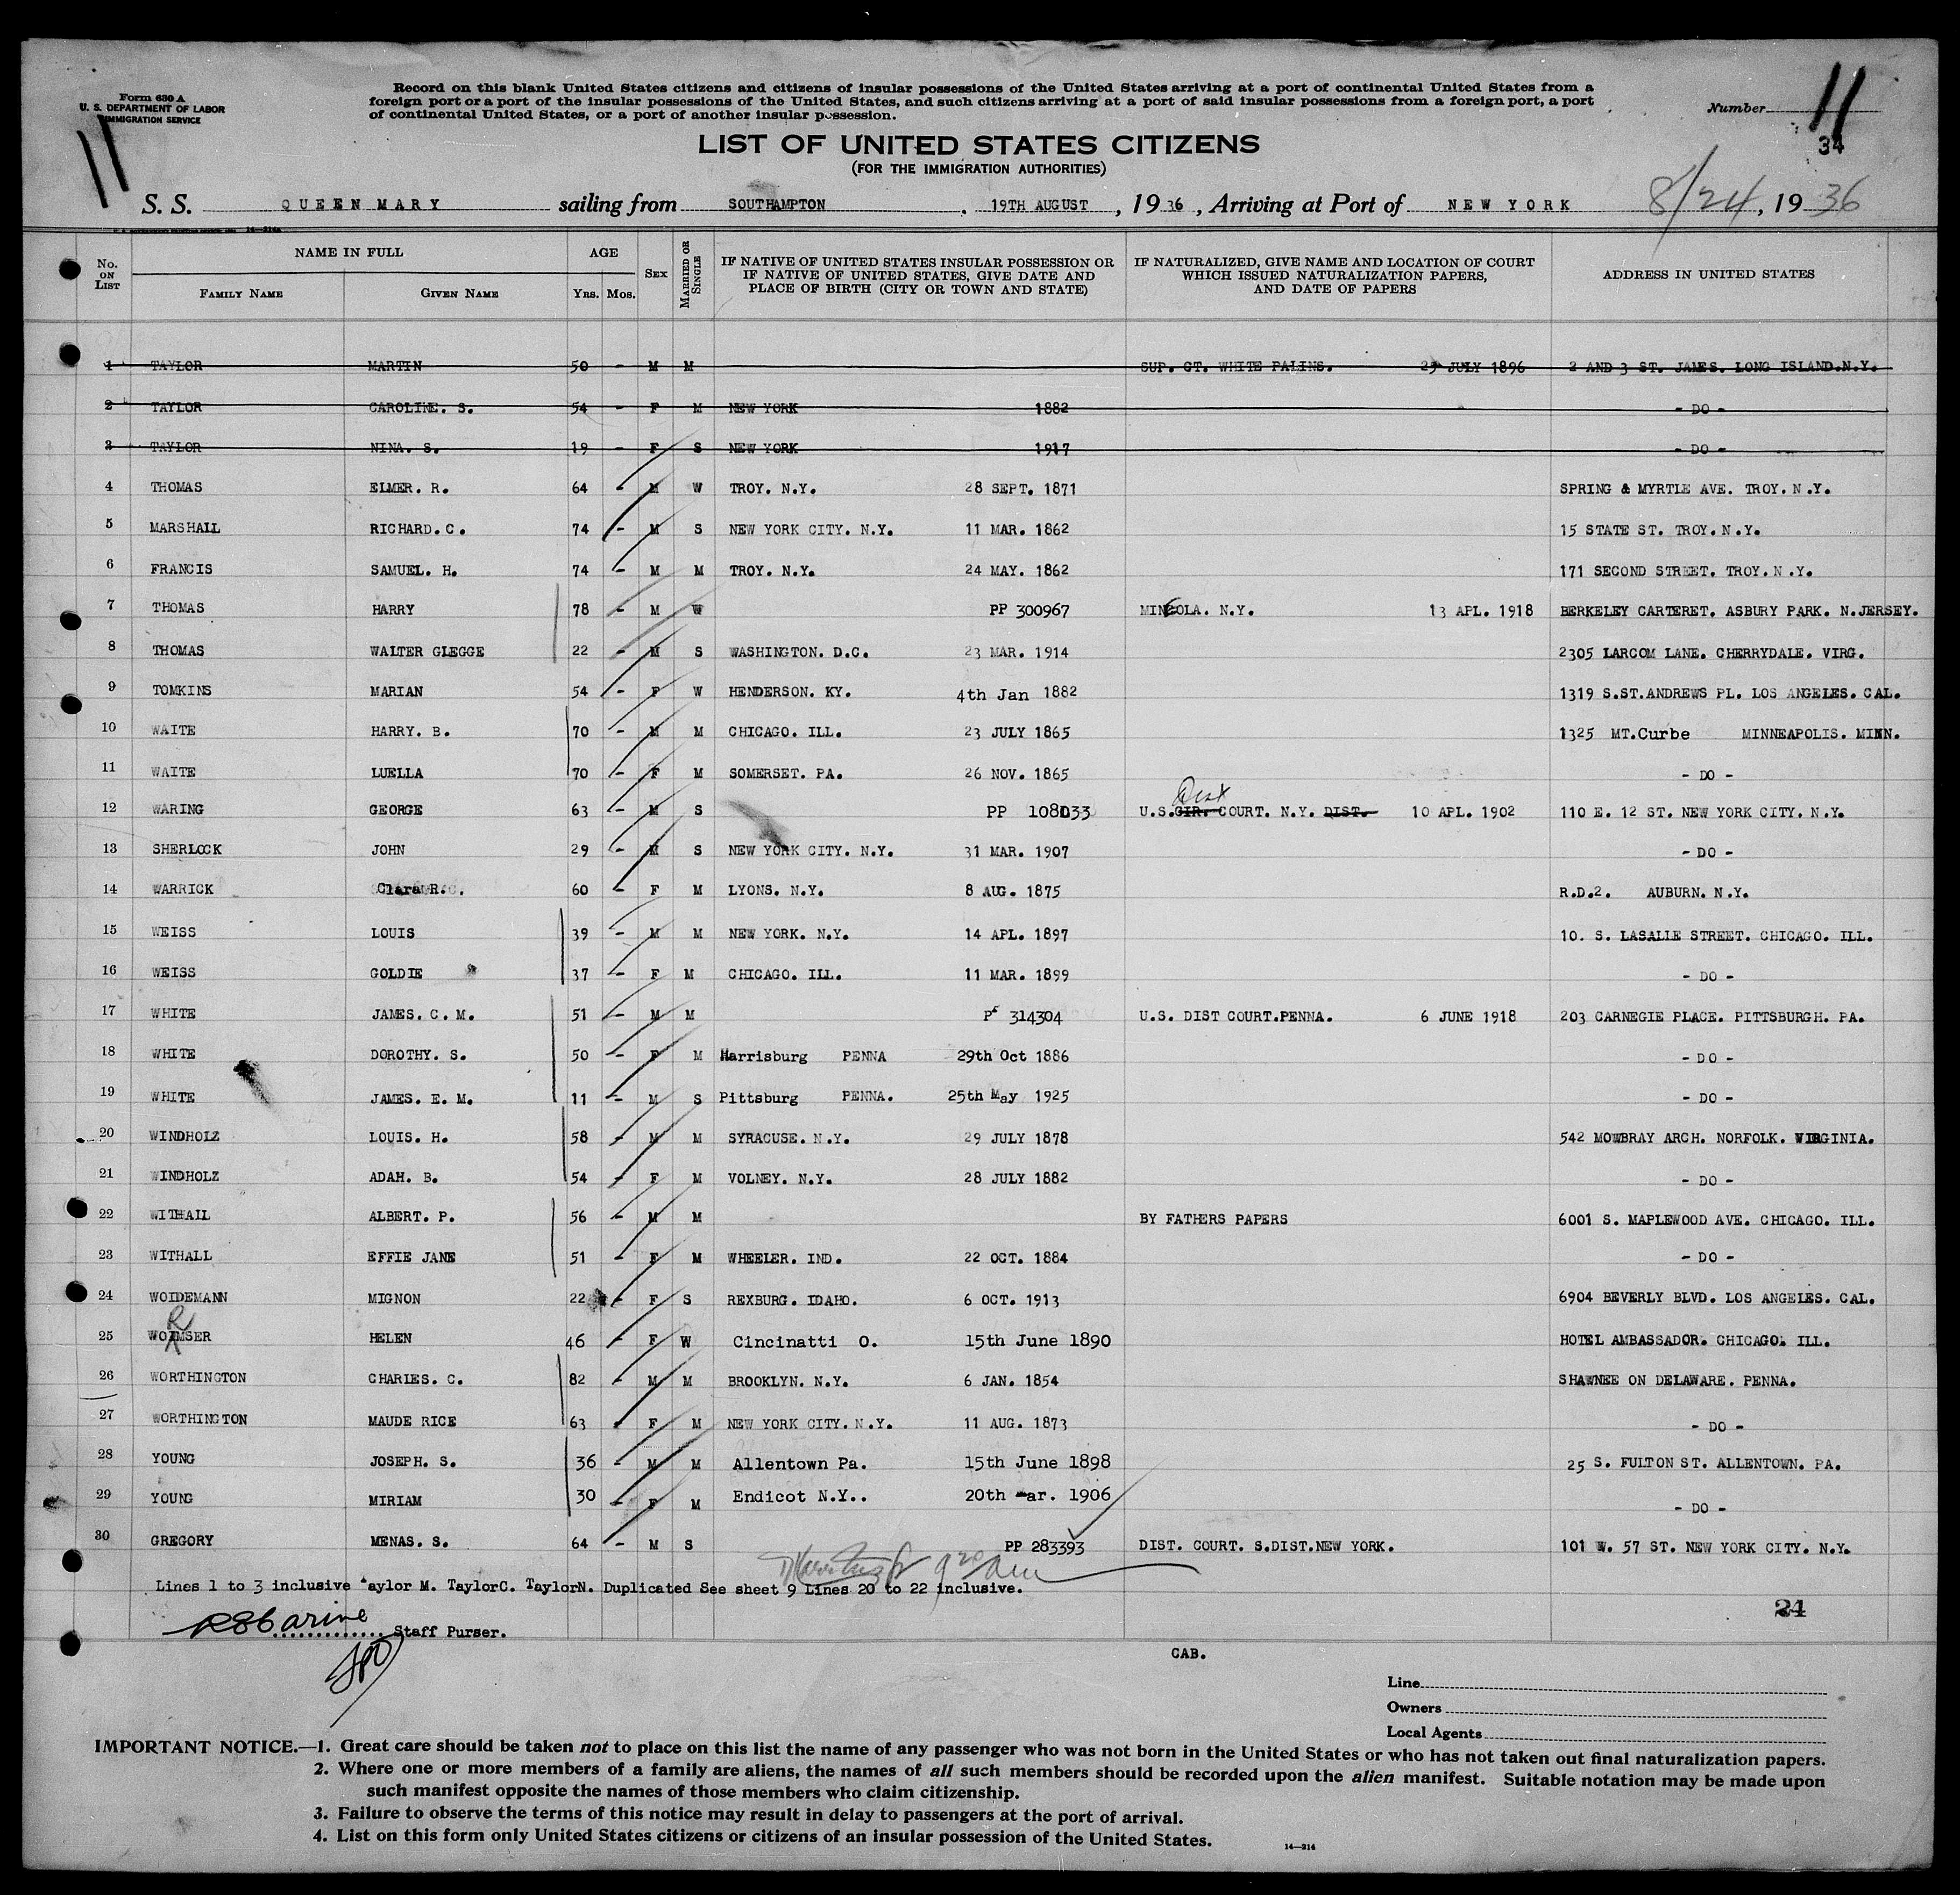 Form 630 A
U. S. DEPARTMENT OF LABOR
IMMIGRATION SERVICE
Record on this blank United States citizens and citizens of insular possessions of the United States arriving at a port of continental United States from a
foreign port or a port of the insular possessions of the United States, and such citizens arriving at a port of said insular possessions from a foreign port, a port
of continental United States, or a port of another insular possession.
Number 11
34
11
LIST OF UNITED STATES CITIZENS
(FOR THE IMMIGRATION AUTHORITIES)
S. S. QUEEN MARY sailing from SOUTHAMPTON, 19TH AUGUST, 1936, Arriving at Port of NEW YORK 8/24, 1936
No. ON LIST NAME IN FULL FAMILY NAME GIVEN NAME AGE YRS. MOS. SEX MARRIED OR SINGLE IF NATIVE OF UNITED STATES INSULAR POSSESSION OR IF NATIVE OF UNITED STATES, GIVE DATE AND PLACE OF BIRTH (CITY OR TOWN AND STATE) IF NATURALIZED, GIVE NAME AND LOCATION OF COURT WHICH ISSUED NATURALIZATION PAPERS, AND DATE OF PAPERS ADDRESS IN UNITED STATES
1 TAYLOR MARTIN 50 - M M SUP. CT. WHITE PALINS. 29 JULY 1896 2 AND 3 ST. JAMES. LONG ISLAND.N.Y.
2 TAYLOR CAROLINE. S. 54 - F M NEW YORK 1882 - DO -
3 TAYLOR NINA. S. 19 - F S NEW YORK 1917 - DO -
4 THOMAS ELMER. R. 64 - M W TROY. N.Y. 28 SEPT. 1871 SPRING & MYRTLE AVE. TROY. N.Y.
5 MARSHALL RICHARD. C. 74 - M S NEW YORK CITY. N.Y. 11 MAR. 1862 15 STATE ST. TROY. N.Y.
6 FRANCIS SAMUEL. H. 74 - M M TROY. N.Y. 24 MAY. 1862 171 SECOND STREET. TROY. N.Y.
7 THOMAS HARRY 78 - M W PP 300967 MINEOLA. N.Y. 13 APL. 1918 BERKELEY CARTERET. ASBURY PARK. N.JERSEY.
8 THOMAS WALTER GLEGGE 22 - M S WASHINGTON. D.C. 23 MAR. 1914 2305 LARCOM LANE. CHERRYDALE. VIRG.
9 TOMKINS MARIAN 54 - F W HENDERSON. KY. 4th Jan 1882 1319 S.ST.ANDREWS PL. LOS ANGELES. CAL.
10 WAITE HARRY. B. 70 - M M CHICAGO. ILL. 23 JULY 1865 1325 MT.Curbe MINNEAPOLIS. MINN.
11 WAITE LUELLA 70 - F M SOMERSET. PA. 26 NOV. 1865 - DO -
12 WARING GEORGE 63 - M S PP 108033 U.S. CIR. Dist COURT. N.Y. DIST. 10 APL. 1902 110 E. 12 ST. NEW YORK CITY. N.Y.
13 SHERLOCK JOHN 29 - M S NEW YORK CITY. N.Y. 31 MAR. 1907 - DO -
14 WARRICK Clara R. 60 - F M LYONS. N.Y. 8 AUG. 1875 R.D.2. AUBURN. N.Y.
15 WEISS LOUIS 39 - M M NEW YORK. N.Y. 14 APL. 1897 10. S. LASALLE STREET. CHICAGO. ILL.
16 WEISS GOLDIE 37 - F M CHICAGO. ILL. 11 MAR. 1899 - DO -
17 WHITE JAMES. C. M. 51 - M M 314304 U.S. DIST COURT.PENNA. 6 JUNE 1918 203 CARNEGIE PLACE. PITTSBURGH. PA.
18 WHITE DOROTHY. S. 50 - F M Harrisburg PENNA 29th Oct 1886 - DO -
19 WHITE JAMES. E. M. 11 - M S Pittsburg PENNA. 25th May 1925 - DO -
20 WINDHOLZ LOUIS. H. 58 - M M SYRACUSE. N.Y. 29 JULY 1878 542 MOWBRAY ARCH. NORFOLK. VIRGINIA.
21 WINDHOLZ ADAH. B. 54 - F M VOLNEY. N.Y. 28 JULY 1882 - DO -
22 WITHALL ALBERT. P. 56 - M M BY FATHERS PAPERS 6001 S. MAPLEWOOD AVE. CHICAGO. ILL.
23 WITHALL EFFIE JANE 51 - F M WHEELER. IND. 22 OCT. 1884 - DO -
24 WOIDEMANN MIGNON 22 - F S REXBURG. IDAHO. 6 OCT. 1913 6904 BEVERLY BLVD. LOS ANGELES. CAL.
25 WORMSER HELEN 46 - F W Cincinatti O. 15th June 1890 HOTEL AMBASSADOR. CHICAGO. ILL.
26 WORTHINGTON CHARLES. C. 82 - M M BROOKLYN. N.Y. 6 JAN. 1854 SHAWNEE ON DELAWARE. PENNA.
27 WORTHINGTON MAUDE RICE 63 - F M NEW YORK CITY. N.Y. 11 AUG. 1873 - DO -
28 YOUNG JOSEPH. S. 36 - M M Allentown Pa. 15th June 1898 25 S. FULTON ST. ALLENTOWN. PA.
29 YOUNG MIRIAM 30 - F M Endicot N.Y.. 20th ar. 1906 - DO -
30 GREGORY MENAS. S. 64 - M S PP 283393 DIST. COURT. S.DIST.NEW YORK. 101 W. 57 ST. NEW YORK CITY. N.Y.
Lines 1 to 3 inclusive Taylor M. TaylorC. TaylorN. Duplicated See sheet 9 Lines 20 to 22 inclusive.
24
Staff Purser.
CAB.
Line
Owners
Local Agents
IMPORTANT NOTICE.—1. Great care should be taken not to place on this list the name of any passenger who was not born in the United States or who has not taken out final naturalization papers.
2. Where one or more members of a family are aliens, the names of all such members should be recorded upon the alien manifest. Suitable notation may be made upon
such manifest opposite the names of those members who claim citizenship.
3. Failure to observe the terms of this notice may result in delay to passengers at the port of arrival.
4. List on this form only United States citizens or citizens of an insular possession of the United States.
14—214